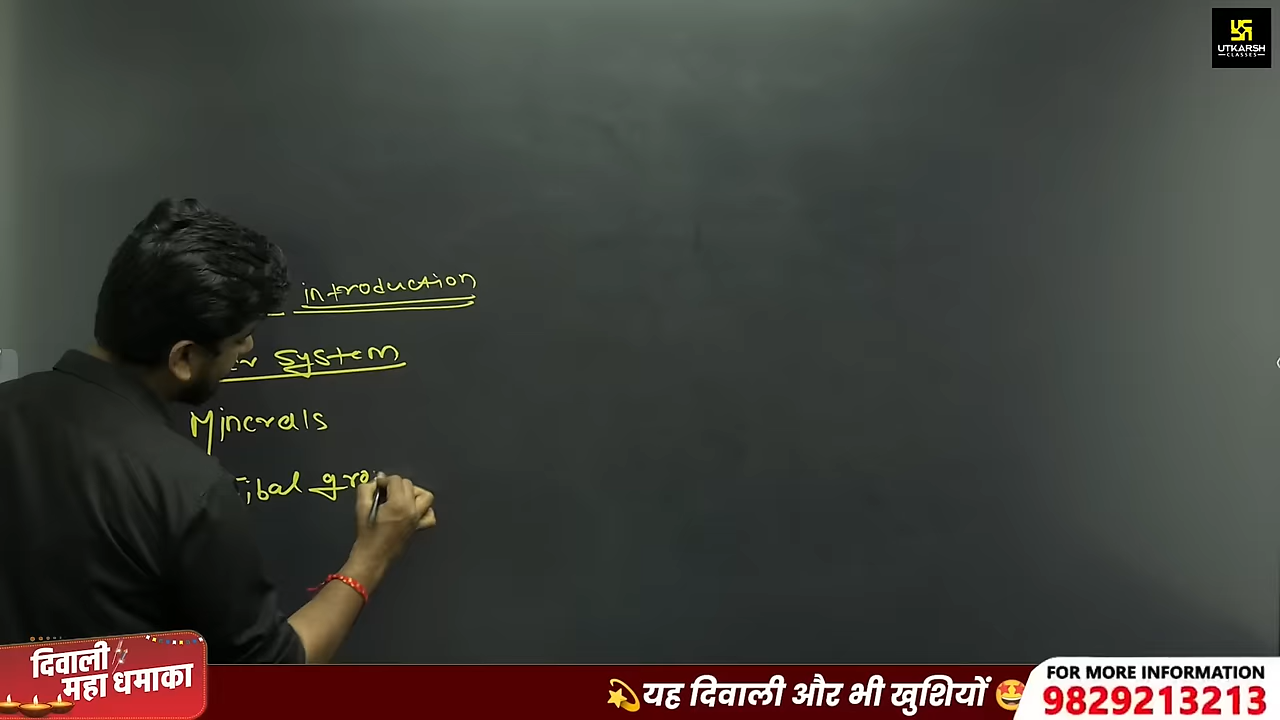 UTKARSH
CLASSES
introduction
System
Minerals
दिवाली
महा धमाका
यह दिवाली और भी खुशियों
FOR MORE INFORMATION
9829213213